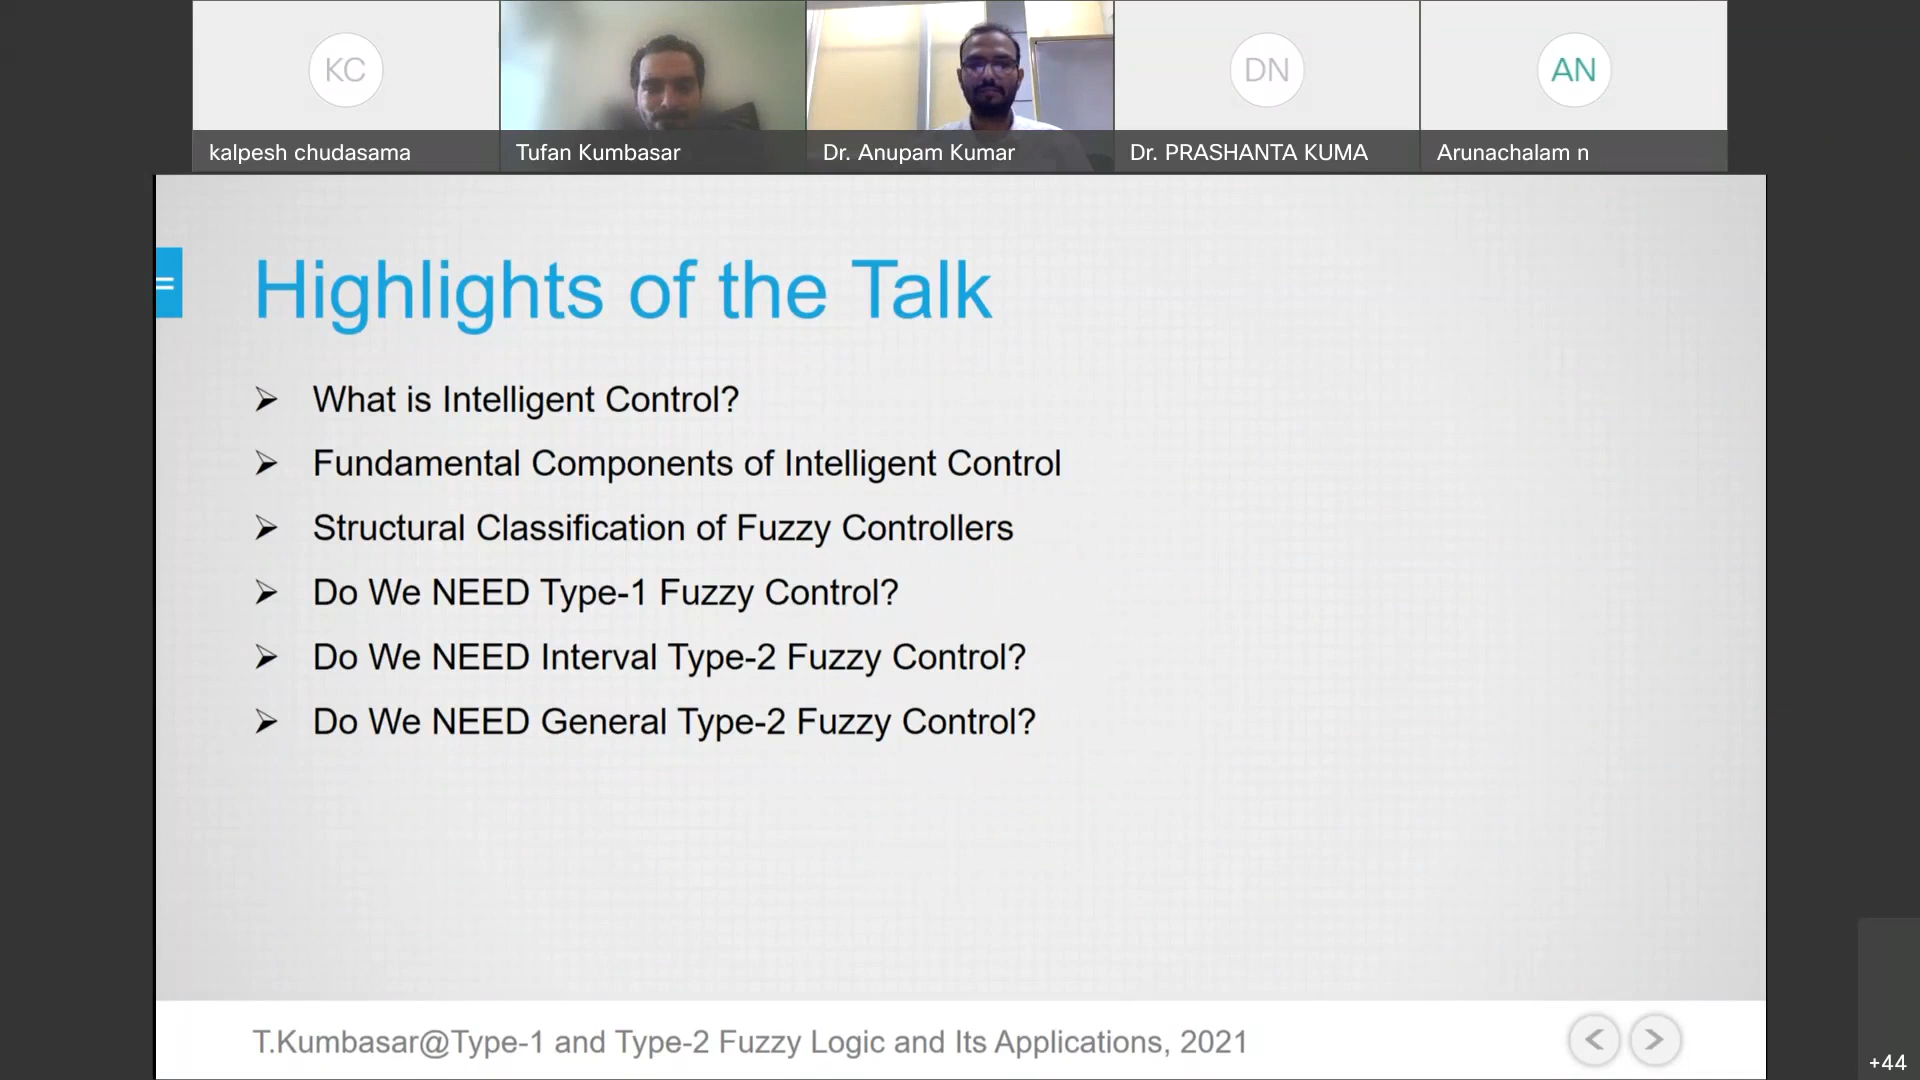 KC
DN
AN
kalpesh chudasama
Tufan Kumbasar
Dr. Anupam Kumar
Dr. PRASHANTA KUMA
Arunachalam n
Highlights of the Talk
What is Intelligent Control?
Fundamental Components of Intelligent Control
Structural Classification of Fuzzy Controllers
Do We NEED Type-1 Fuzzy Control?
Do We NEED Interval Type-2 Fuzzy Control?
Do We NEED General Type-2 Fuzzy Control?
T.Kumbasar@Type-1 and Type-2 Fuzzy Logic and Its Applications, 2021
+44